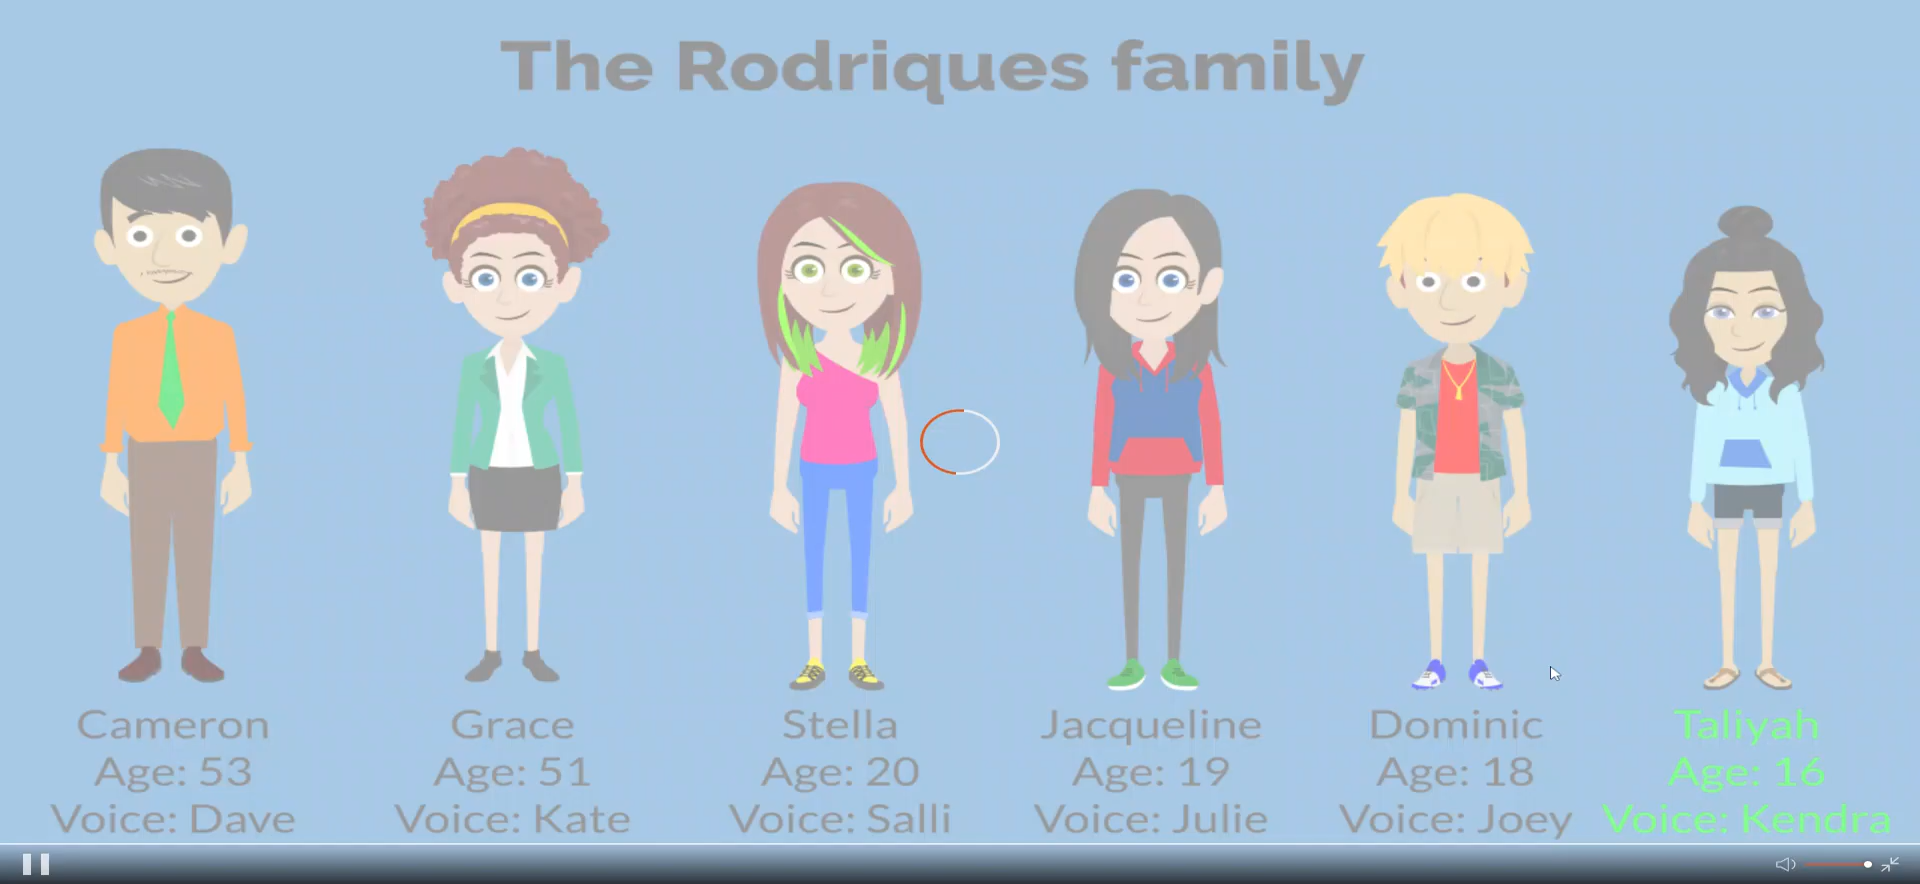 The Rodriques family
Cameron
Age: 53
Voice: Dave
Grace
Age: 51
Voice: Kate
Stella
Age: 20
Voice: Salli
Jacqueline
Age: 19
Voice: Julie
Dominic
Age: 18
Voice: Joey
Taliyah
Age: 16
Voice: Kendra